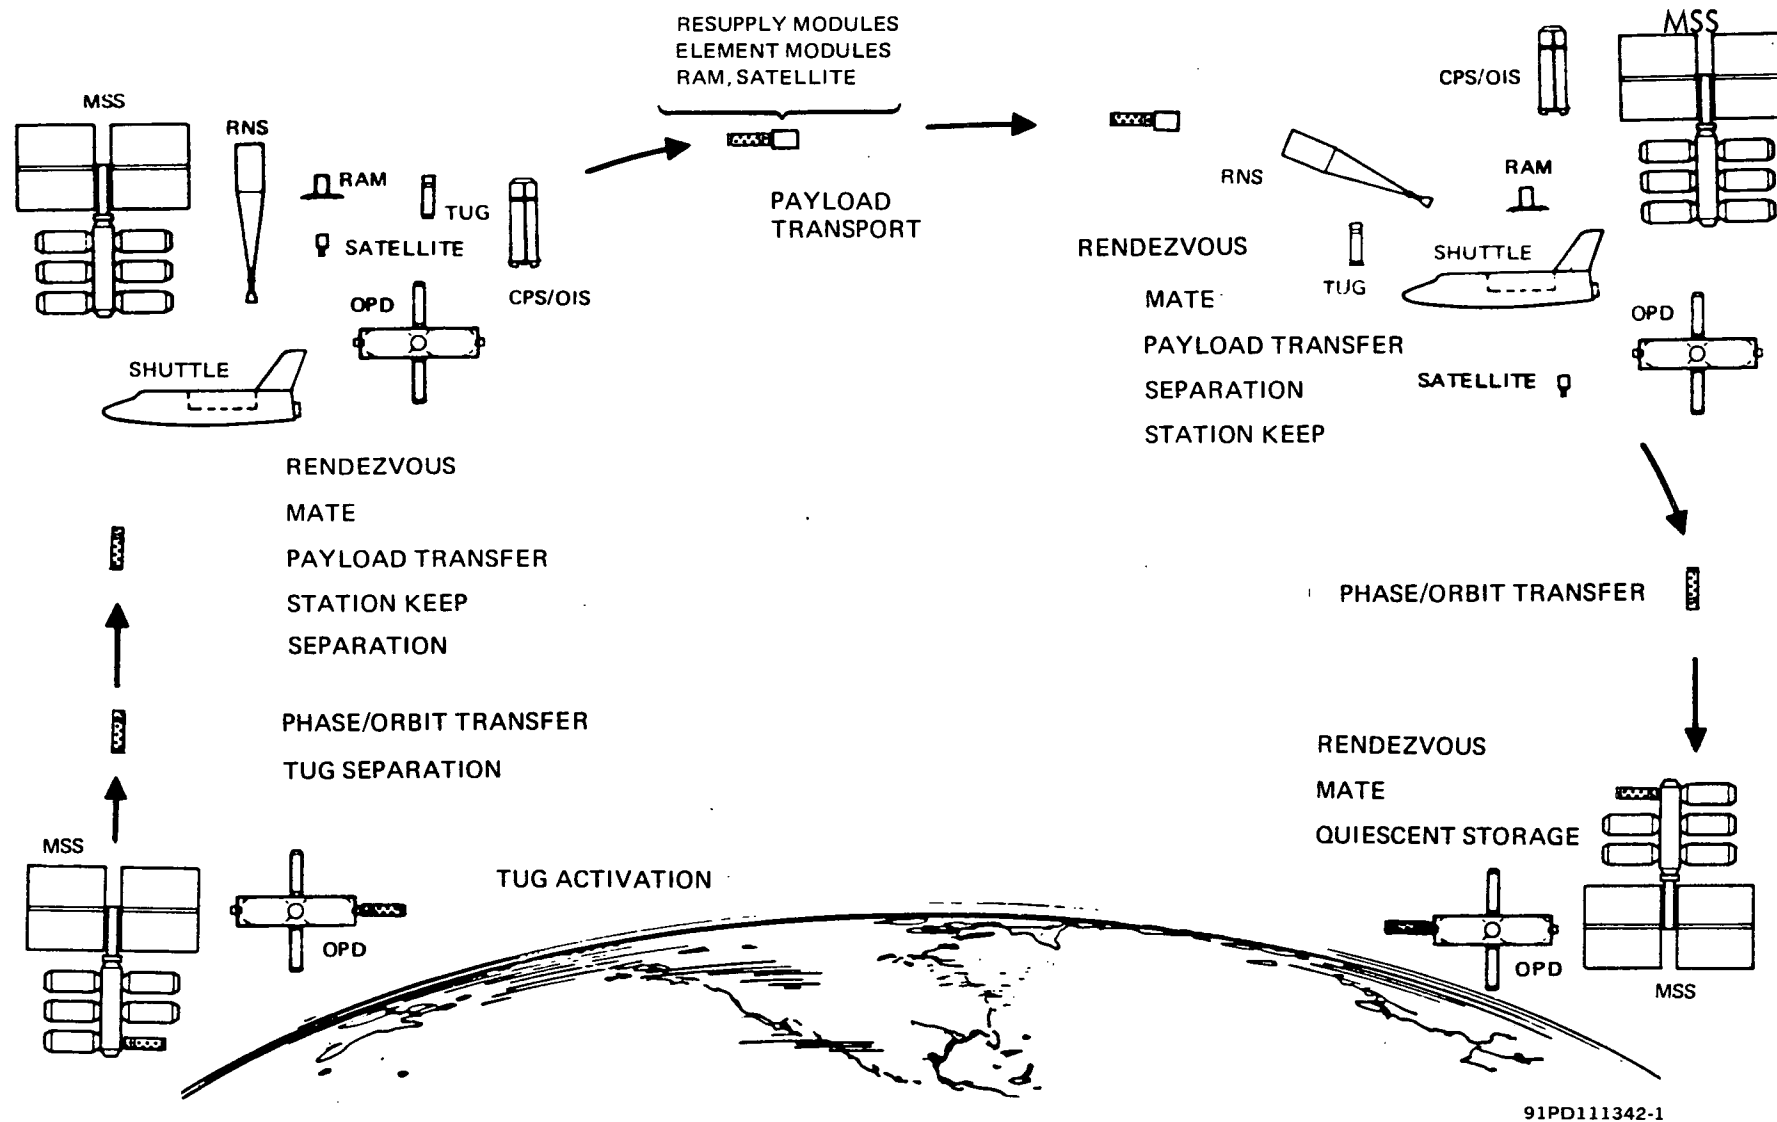 RESUPPLY MODULES
ELEMENT MODULES
RAM, SATELLITE
MSS
RNS
RAM
TUG
SATELLITE
CPS/OIS
OPD
SHUTTLE
PAYLOAD
TRANSPORT
MSS
CPS/OIS
RNS
RAM
TUG
SHUTTLE
OPD
SATELLITE
RENDEZVOUS
MATE
PAYLOAD TRANSFER
SEPARATION
STATION KEEP
RENDEZVOUS
MATE
PAYLOAD TRANSFER
STATION KEEP
SEPARATION
PHASE/ORBIT TRANSFER
TUG SEPARATION
MSS
OPD
TUG ACTIVATION
PHASE/ORBIT TRANSFER
RENDEZVOUS
MATE
QUIESCENT STORAGE
OPD
MSS
91PD111342-1